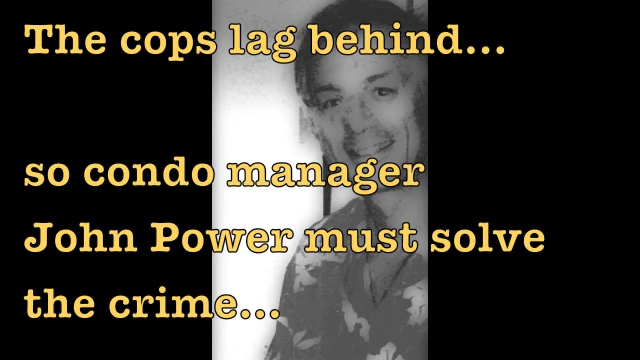 The cops lag behind...
so condo manager
John Power must solve
the crime...